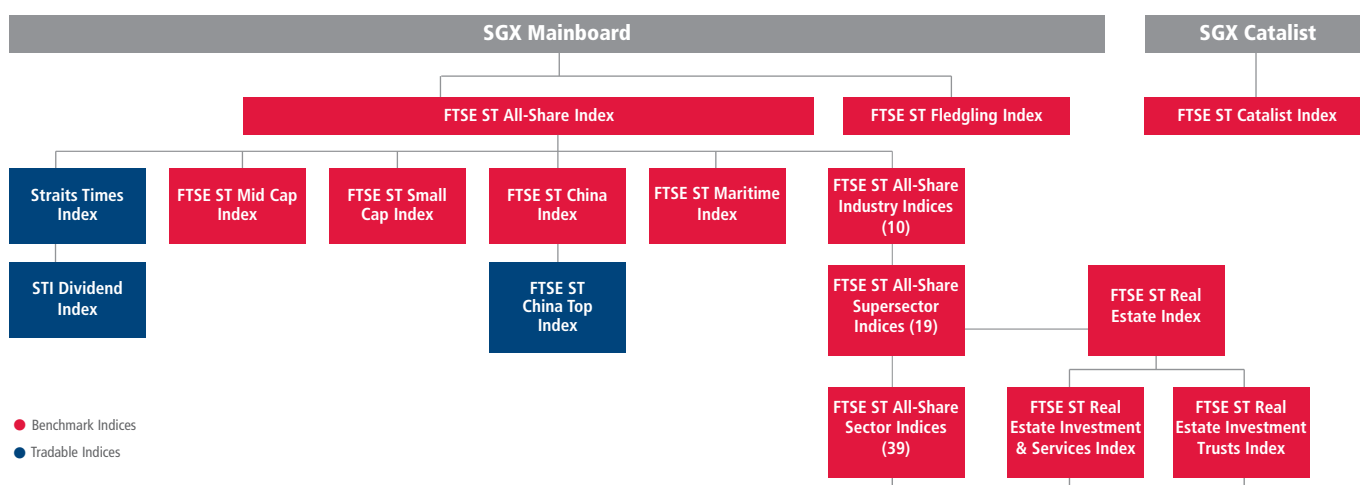 SGX Mainboard
SGX Catalist
FTSE ST All-Share Index
FTSE ST Fledgling Index
FTSE ST Catalist Index
Straits Times
Index
FTSE ST Mid Cap
Index
FTSE ST Small
Cap Index
FTSE ST China
Index
FTSE ST Maritime
Index
FTSE ST All-Share
Industry Indices
(10)
STI Dividend
Index
FTSE ST
China Top
Index
FTSE ST All-Share
Supersector
Indices (19)
FTSE ST Real
Estate Index
FTSE ST All-Share
Sector Indices
(39)
FTSE ST Real
Estate Investment
& Services Index
FTSE ST Real
Estate Investment
Trusts Index
Benchmark Indices
Tradable Indices